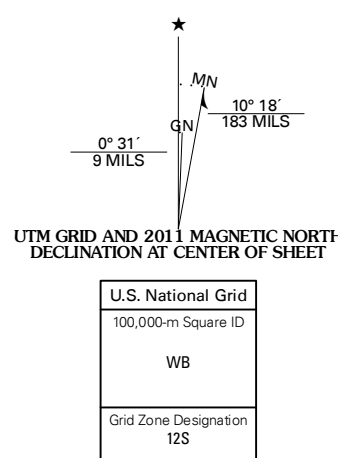 ★
MN
GN
10° 18´
183 MILS
0° 31´
9 MILS
UTM GRID AND 2011 MAGNETIC NORTH
DECLINATION AT CENTER OF SHEET
U.S. National Grid
100,000-m Square ID
WB
Grid Zone Designation
12S